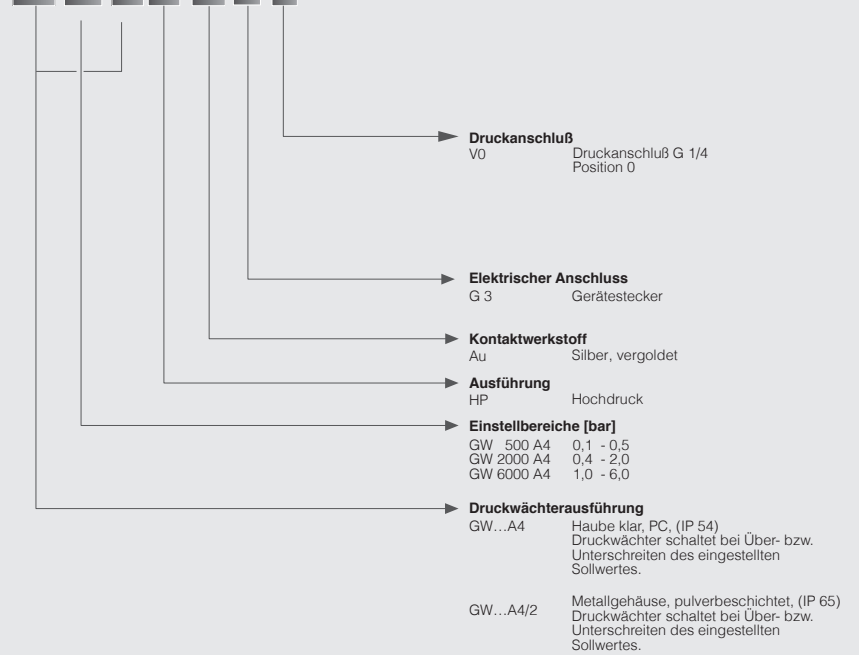 Druckanschluß
V0 Druckanschluß G 1/4
Position 0
Elektrischer Anschluss
G 3 Gerätestecker
Kontaktwerkstoff
Au Silber, vergoldet
Ausführung
HP Hochdruck
Einstellbereiche [bar]
GW 500 A4 0,1 - 0,5
GW 2000 A4 0,4 - 2,0
GW 6000 A4 1,0 - 6,0
Druckwächterausführung
GW…A4 Haube klar, PC, (IP 54)
Druckwächter schaltet bei Über- bzw.
Unterschreiten des eingestellten
Sollwertes.
GW…A4/2 Metallgehäuse, pulverbeschichtet, (IP 65)
Druckwächter schaltet bei Über- bzw.
Unterschreiten des eingestellten
Sollwertes.